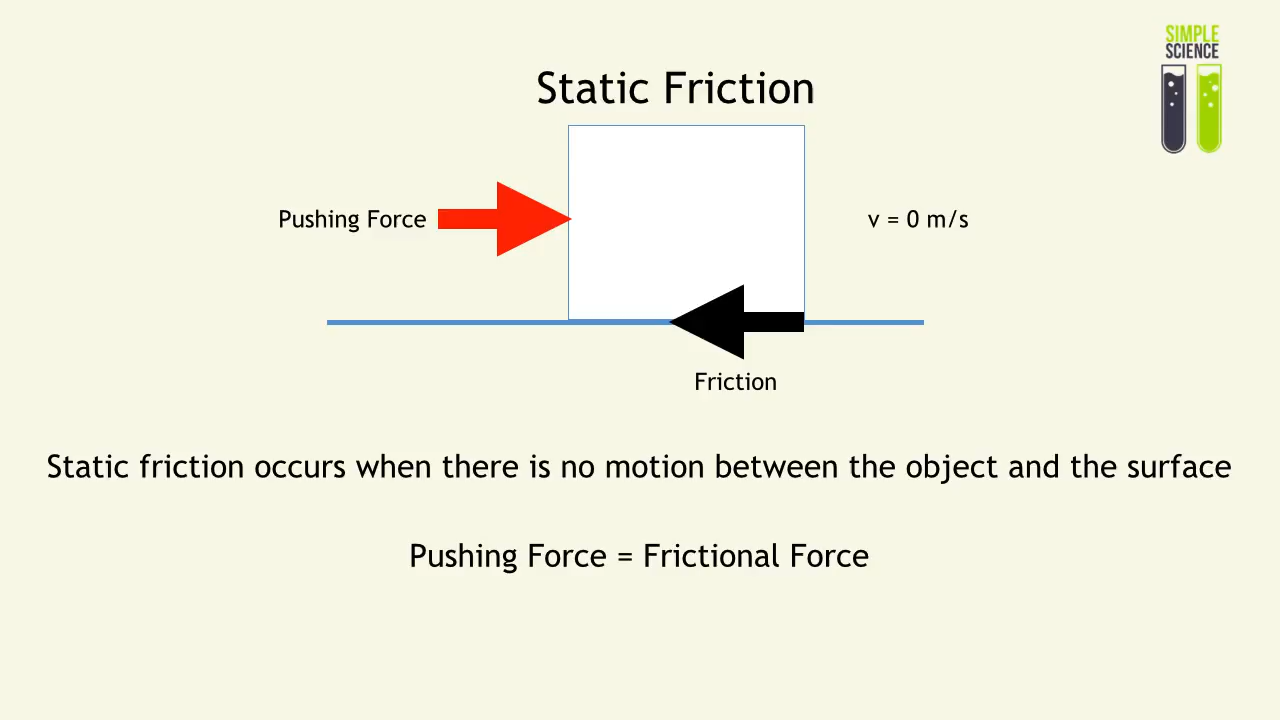 SIMPLE
SCIENCE
Static Friction
Pushing Force
v = 0 m/s
Friction
Static friction occurs when there is no motion between the object and the surface
Pushing Force = Frictional Force